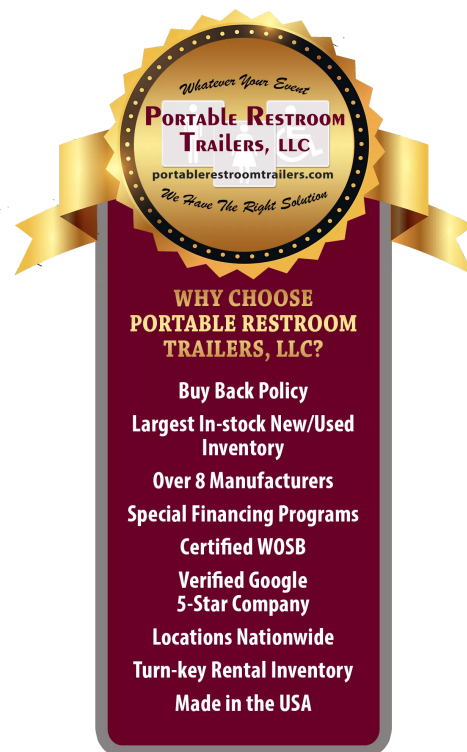 Whatever Your Event
PORTABLE RESTROOM
TRAILERS, LLC
portablerestroomtrailers.com
We Have The Right Solution
WHY CHOOSE
PORTABLE RESTROOM
TRAILERS, LLC?
Buy Back Policy
Largest In-stock New/Used
Inventory
Over 8 Manufacturers
Special Financing Programs
Certified WOSB
Verified Google
5-Star Company
Locations Nationwide
Turn-key Rental Inventory
Made in the USA